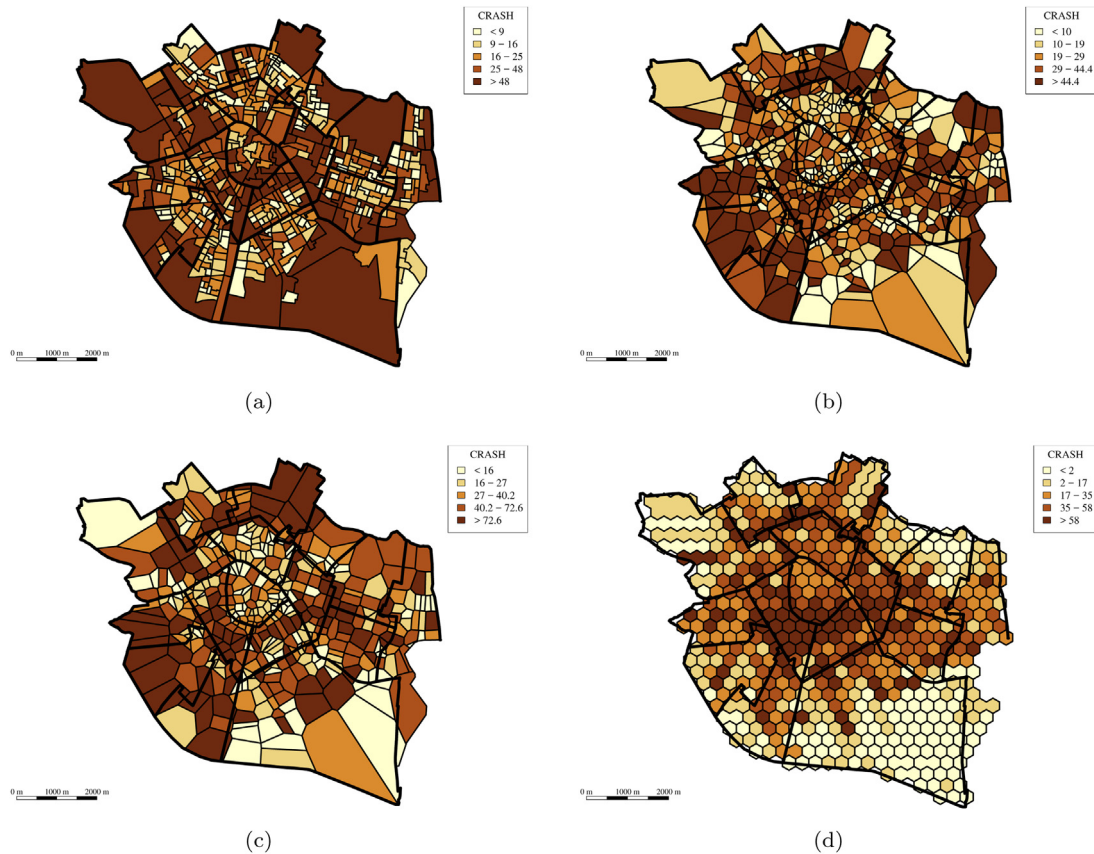 CRASH
< 9
9 − 16
16 − 25
25 − 48
> 48
0 m 1000 m 2000 m
(a)
CRASH
< 10
10 − 19
19 − 29
29 − 44.4
> 44.4
0 m 1000 m 2000 m
(b)
CRASH
< 16
16 − 27
27 − 40.2
40.2 − 72.6
> 72.6
0 m 1000 m 2000 m
(c)
CRASH
< 2
2 − 17
17 − 35
35 − 58
> 58
0 m 1000 m 2000 m
(d)